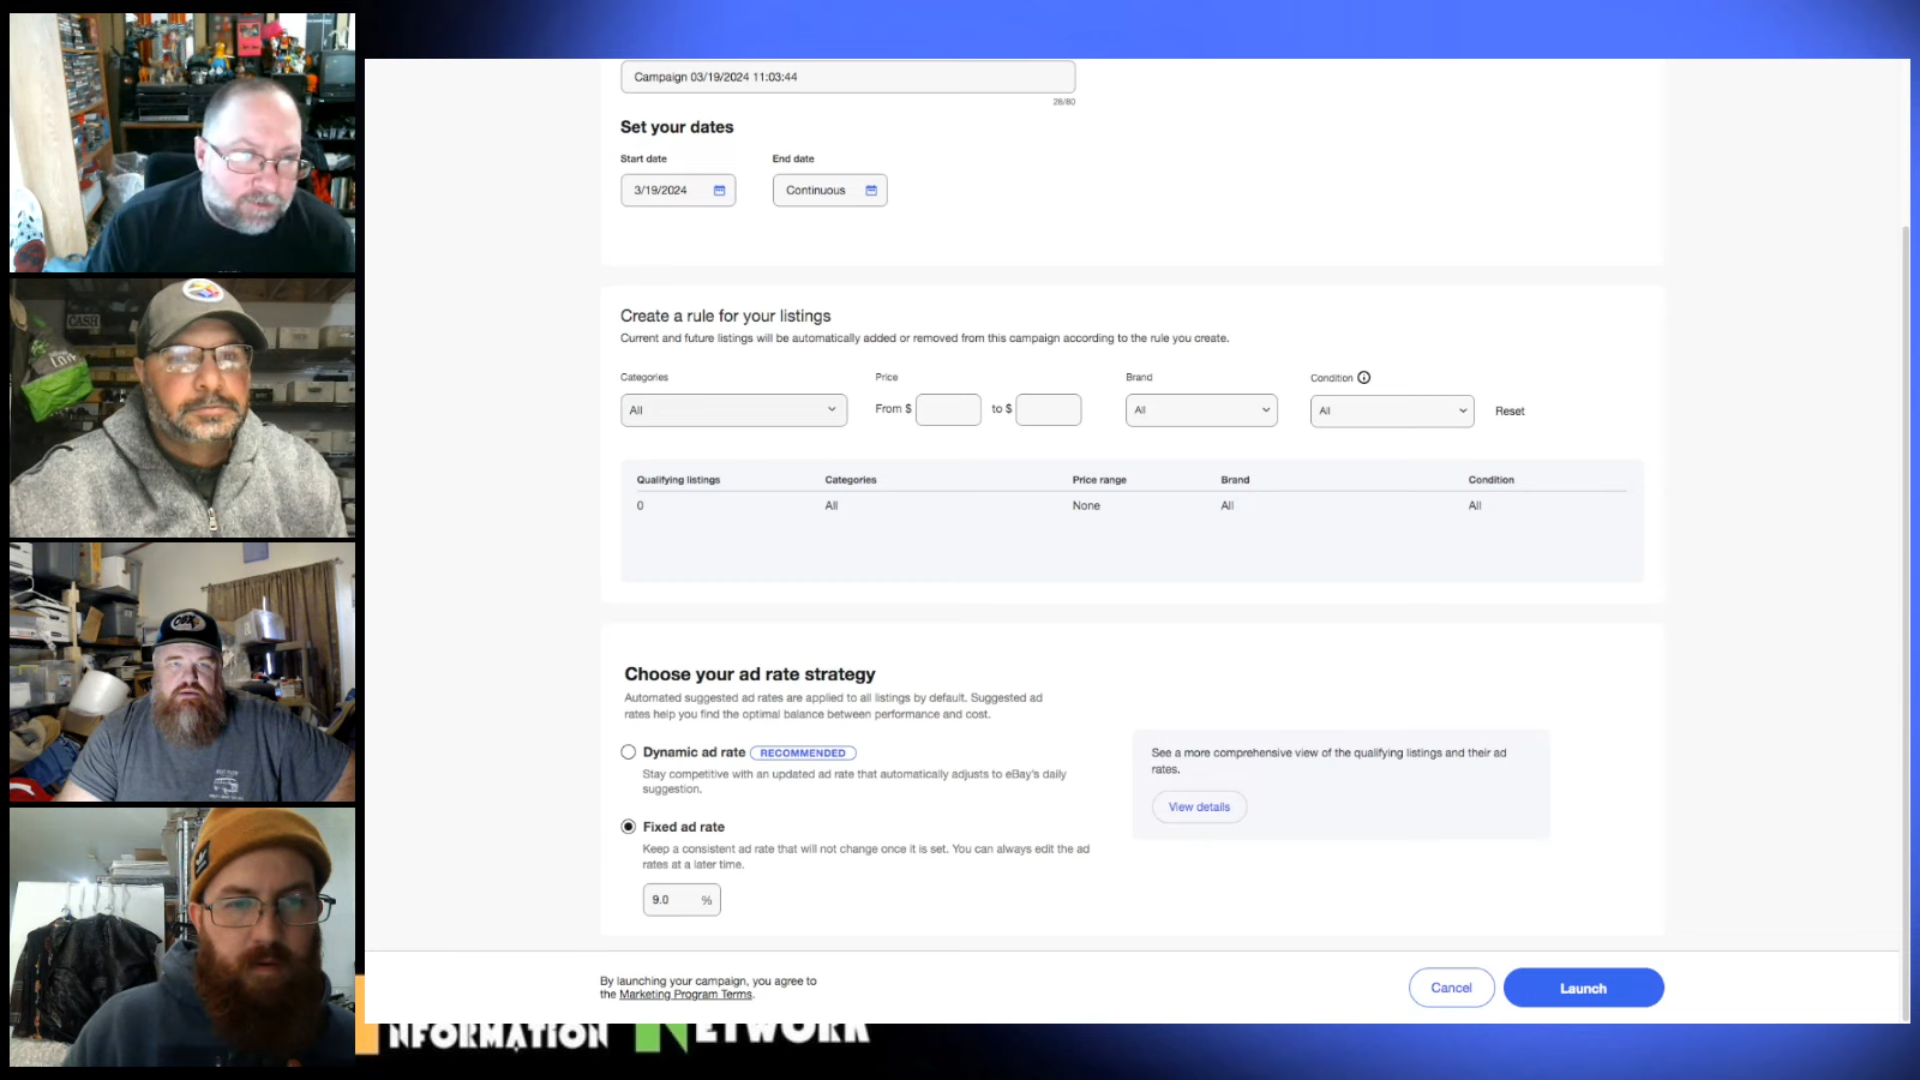 Campaign 03/19/2024 11:03:44
28/80
Set your dates
Start date
End date
3/19/2024
Continuous
Create a rule for your listings
Current and future listings will be automatically added or removed from this campaign according to the rule you create.
Categories
Price
Brand
Condition
All
From $
to $
All
All
Reset
Qualifying listings
Categories
Price range
Brand
Condition
0
All
None
All
All
Choose your ad rate strategy
Automated suggested ad rates are applied to all listings by default. Suggested ad
rates help you find the optimal balance between performance and cost.
Dynamic ad rate RECOMMENDED
Stay competitive with an updated ad rate that automatically adjusts to eBay's daily
suggestion.
See a more comprehensive view of the qualifying listings and their ad
rates.
View details
Fixed ad rate
Keep a consistent ad rate that will not change once it is set. You can always edit the ad
rates at a later time.
9.0 %
By launching your campaign, you agree to
the Marketing Program Terms.
Cancel
Launch
NFORMATION NETWORK
CASH